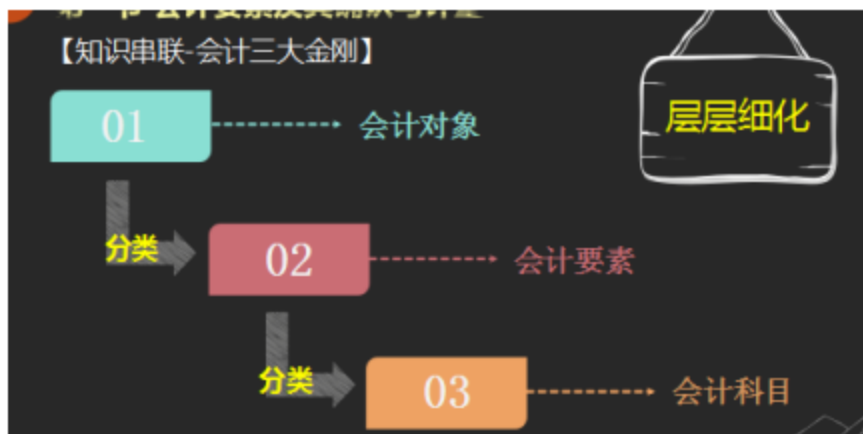 【知识串联-会计三大金刚】
层层细化
01
会计对象
分类
02
会计要素
分类
03
会计科目